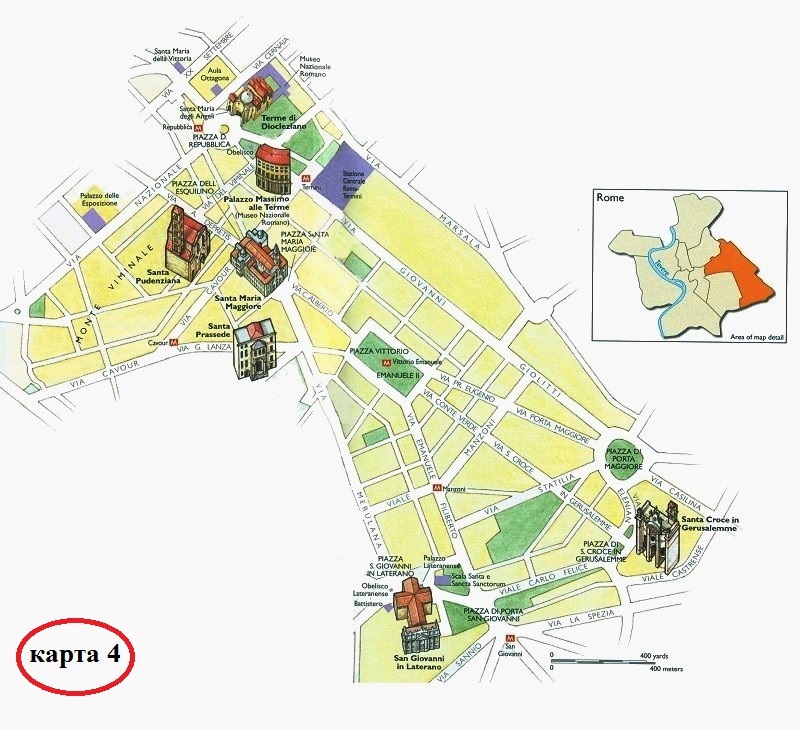 Santa Maria
della Vittoria
VIA XX SETTEMBRE
VIA CERNAIA
Museo
Nazionale
Romano
Aula
Ottagona
Santa Maria
degli Angeli
Terme di
Diocleziano
Repubblica M
PIAZZA D.
REPUBBLICA
Obelisco
M
Termini
Stazione
Centrale
Roma-
Termini
VIA MARSALA
VIA NAZIONALE
PIAZZA DELL'
ESQUILINO
VIA DEL VIMINALE
Palazzo delle
Esposizione
Palazzo Massimo
alle Terme
(Museo Nazionale
Romano)
VIA A. DEPRETIS
PIAZZA SANTA
MARIA
MAGGIORE
MONTE VIMINALE
Santa
Pudenziana
VIA CAVOUR
Santa Maria
Maggiore
VIA C. ALBERTO
VIA GIOVANNI GIOLITTI
Santa
Prassede
Cavour M
VIA G. LANZA
VIA CAVOUR
PIAZZA VITTORIO
M Vittorio Emanuele
EMANUELE II
VIA PR. EUGENIO
VIA CONTE VERDE
VIA PORTA MAGGIORE
VIA MERULANA
VIA EMANUELE FILIBERTO
VIALE MANZONI
M Manzoni
VIA S. CROCE
IN GERUSALEMME
VIA STATILIA
PIAZZA DI
PORTA
MAGGIORE
VIA CASILINA
VIA ELENIAN
Santa Croce in
Gerusalemme
PIAZZA DI
S. CROCE IN
GERUSALEMME
VIALE CASTRENSE
VIALE CARLO FELICE
PIAZZA
S. GIOVANNI
IN LATERANO
Palazzo
Lateranense
Obelisco
Lateranense
Battistero
Scala Santa e
Sancta Sanctorum
PIAZZA DI PORTA
SAN GIOVANNI
VIA LA SPEZIA
San Giovanni
in Laterano
VIA SANNIO
M
San
Giovanni
0 400 yards
0 400 meters
Rome
Tevere
Area of map detail
карта 4